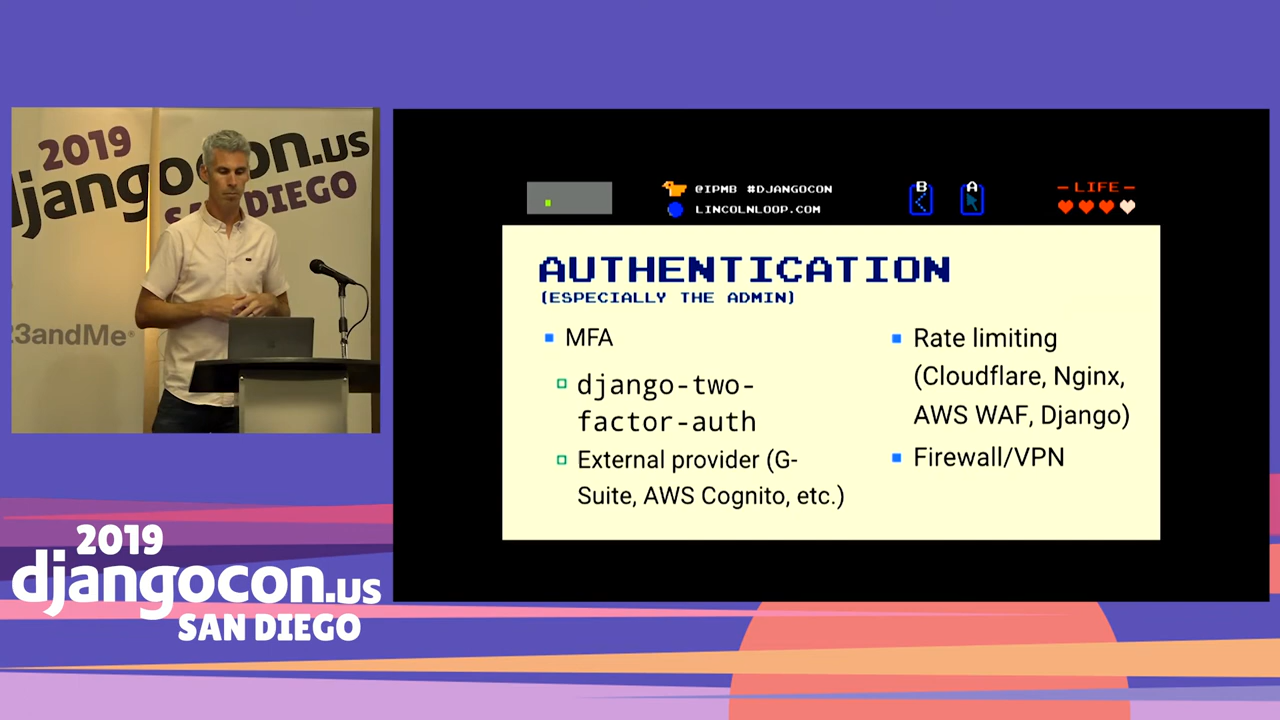 2019
djangocon.us
SAN DIEGO
23andMe
@IPMB #DJANGOCON
LINCOLNLOOP.COM
B
A
-LIFE-
AUTHENTICATION
(ESPECIALLY THE ADMIN)
MFA
django-two-
factor-auth
External provider (G-
Suite, AWS Cognito, etc.)
Rate limiting
(Cloudflare, Nginx,
AWS WAF, Django)
Firewall/VPN
2019
djangocon.us
SAN DIEGO